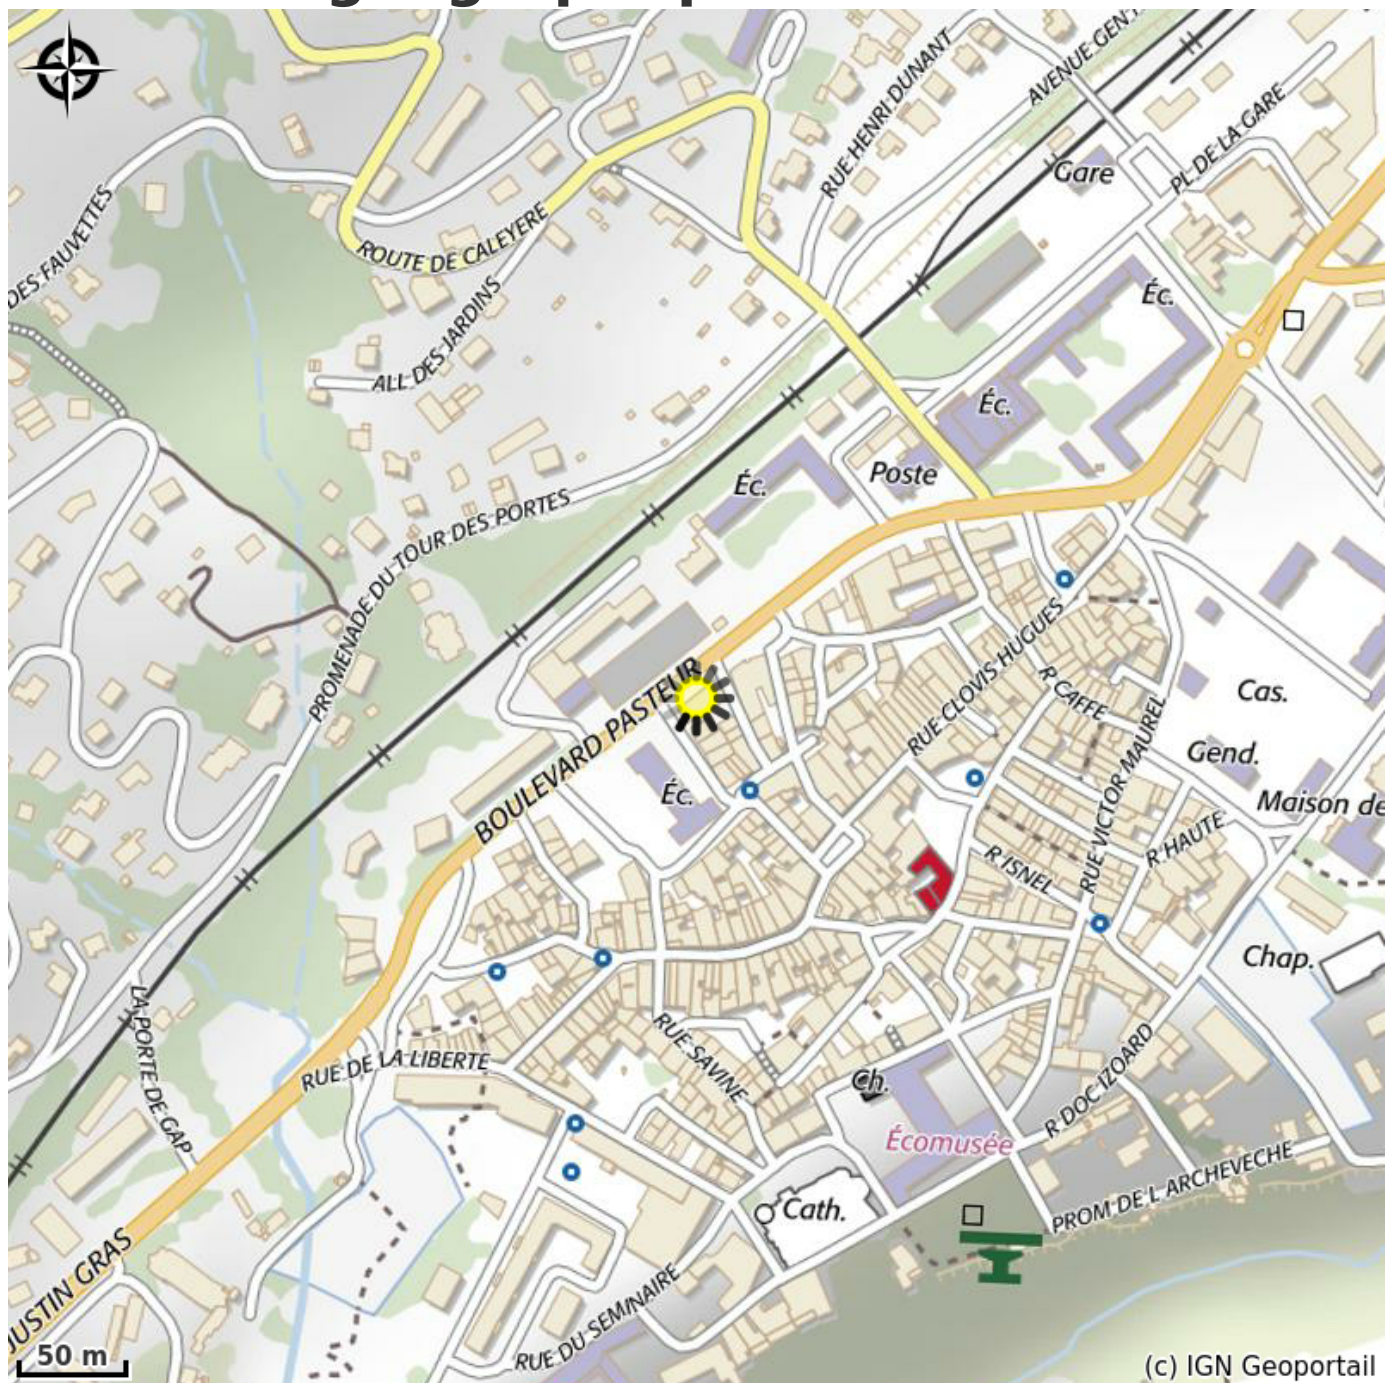 AVENUE GEN
RUE HENRI DUNANT
PL DE LA GARE
Gare
DES FAUVETTES
ROUTE DE CALEYERE
ALL DES JARDINS
Éc.
Éc.
Poste
Éc.
PROMENADE DU TOUR DES PORTES
RUE CLOVIS HUGUES
R CAFFE
Cas.
BOULEVARD PASTEUR
RUE VICTOR MAUREL
Gend.
Éc.
Maison de
R HAUTE
R ISNEL
Chap.
LA PORTE DE GAP
RUE DE LA LIBERTE
RUE SAVINE
Ch.
R DOC IZOARD
Écomusée
PROM DE L ARCHEVECHE
Cath.
JUSTIN GRAS
RUE DU SEMINAIRE
50 m
(c) IGN Geoportail